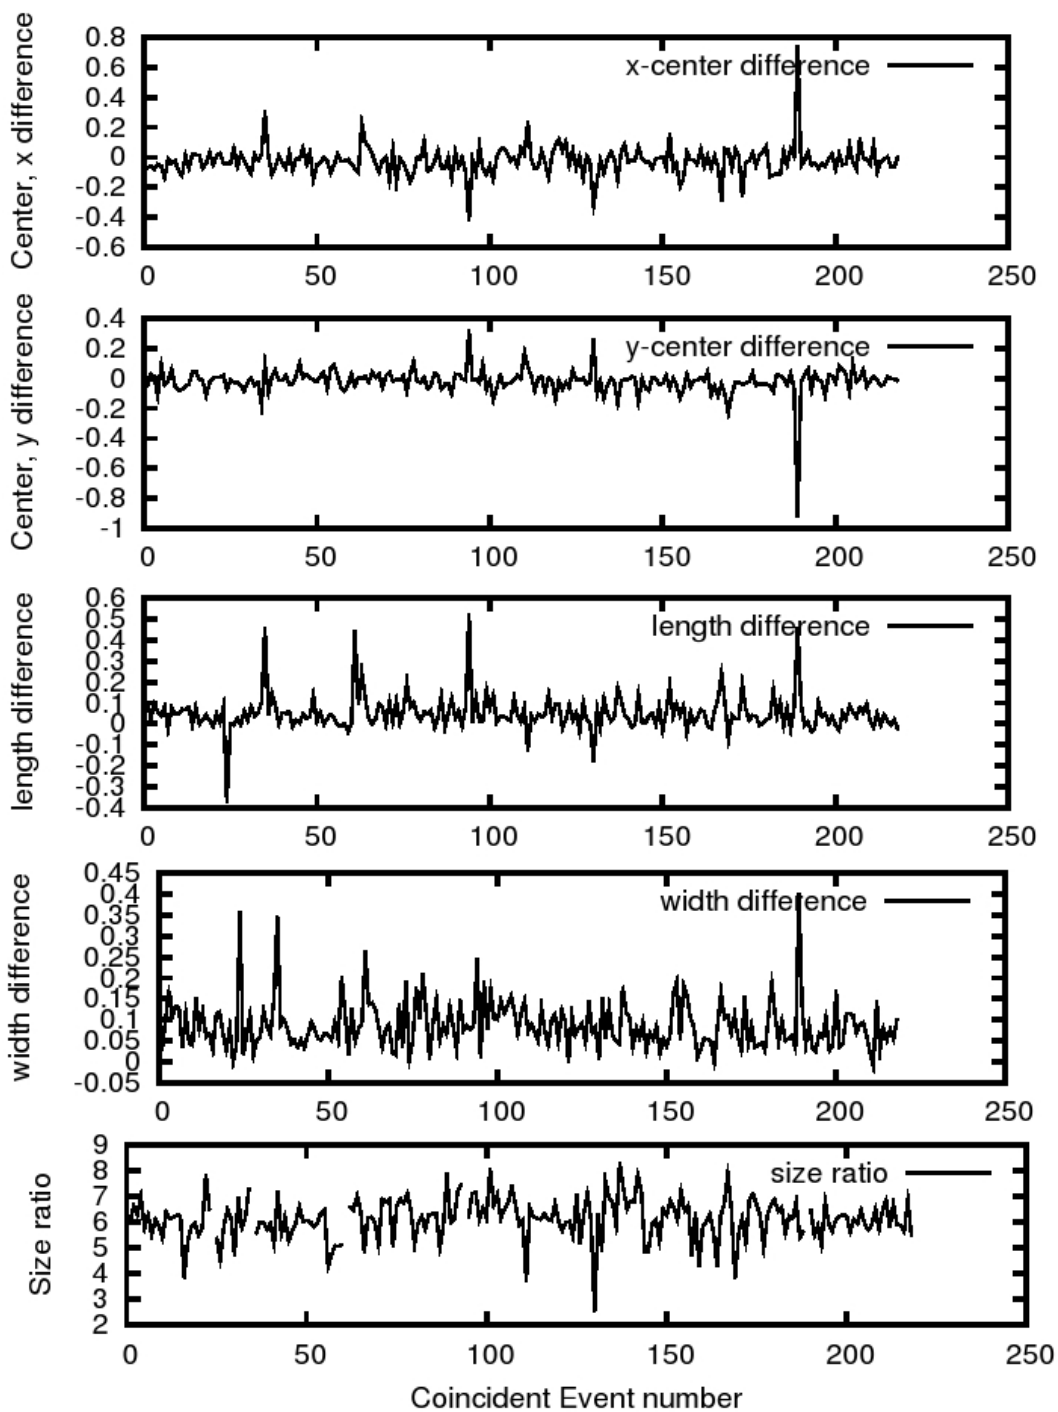 Center, x difference
0.8
0.6
0.4
0.2
0
-0.2
-0.4
-0.6
x-center difference
0 50 100 150 200 250
Center, y difference
0.4
0.2
0
-0.2
-0.4
-0.6
-0.8
-1
y-center difference
0 50 100 150 200 250
length difference
0.6
0.5
0.4
0.3
0.2
0.1
0
-0.1
-0.2
-0.3
-0.4
length difference
0 50 100 150 200 250
width difference
0.45
0.4
0.35
0.3
0.25
0.2
0.15
0.1
0.05
0
-0.05
width difference
0 50 100 150 200 250
Size ratio
9
8
7
6
5
4
3
2
size ratio
0 50 100 150 200 250
Coincident Event number